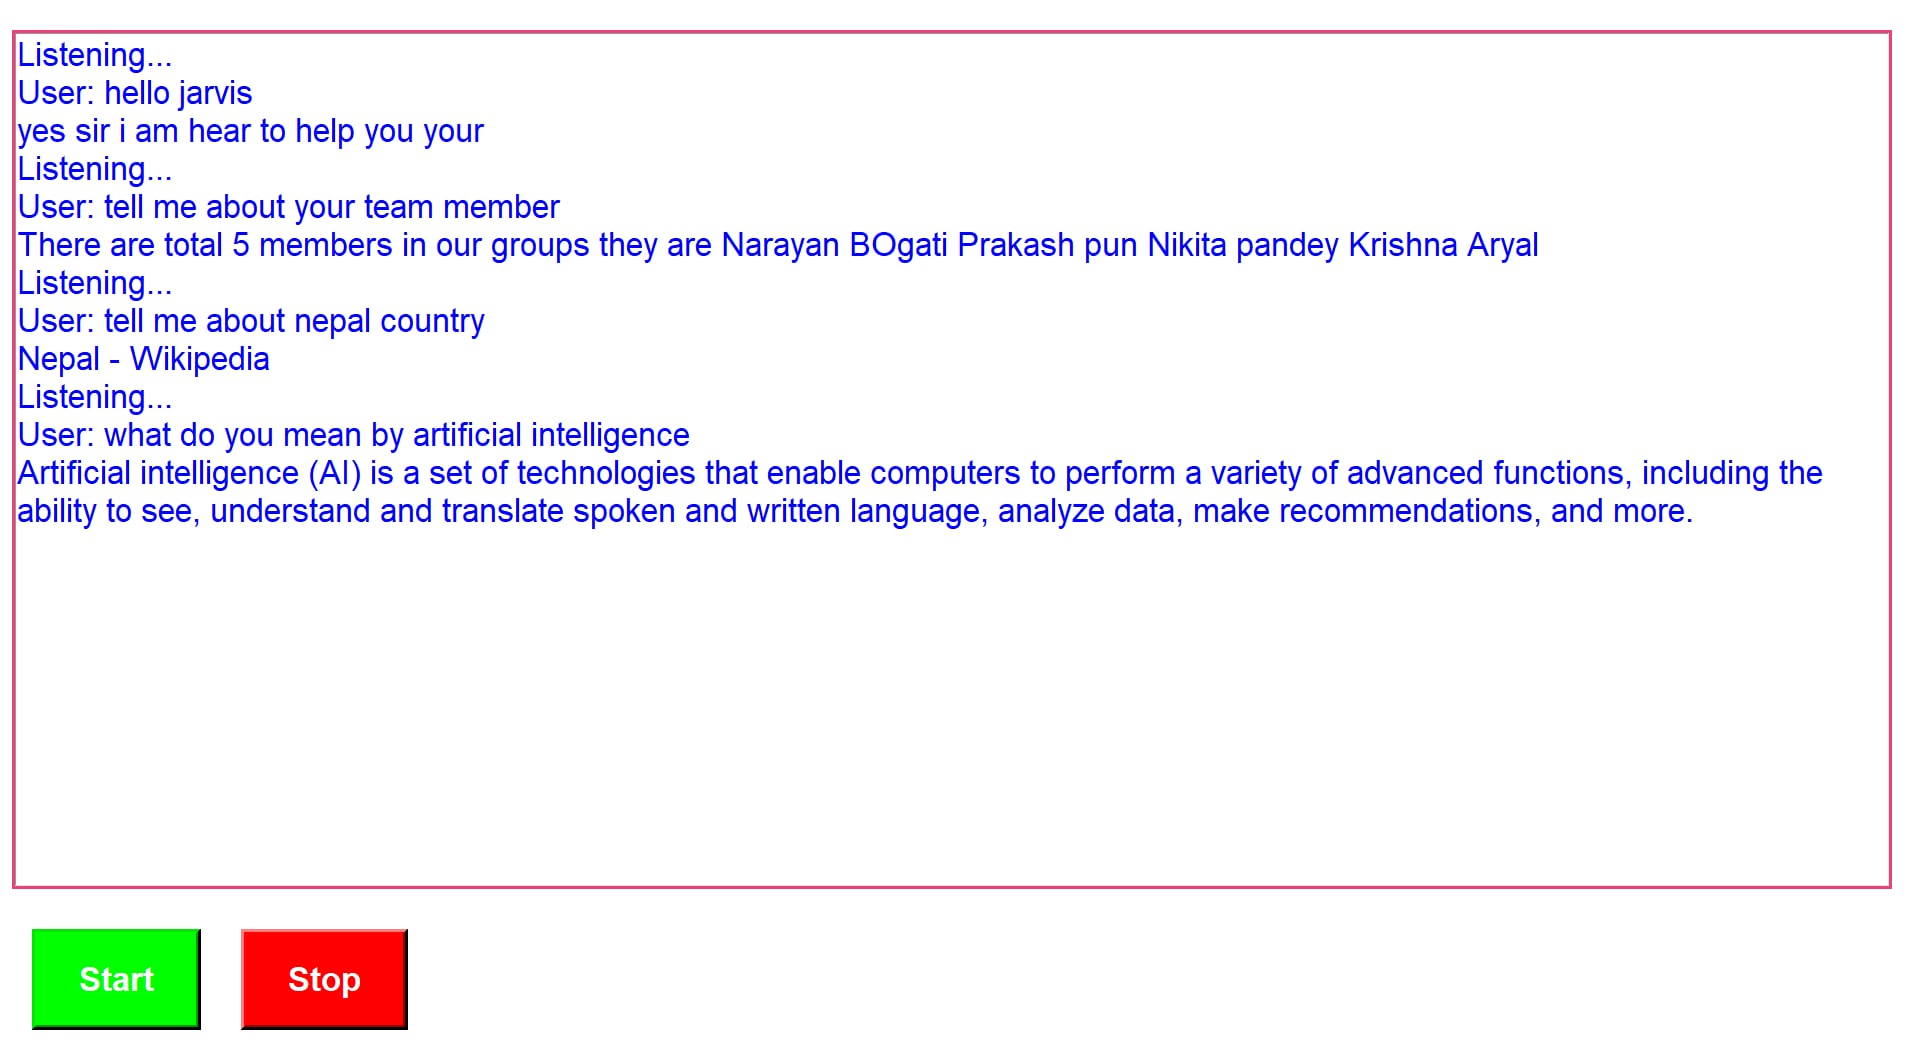 Listening...
User: hello jarvis
yes sir i am hear to help you your
Listening...
User: tell me about your team member
There are total 5 members in our groups they are Narayan BOgati Prakash pun Nikita pandey Krishna Aryal
Listening...
User: tell me about nepal country
Nepal - Wikipedia
Listening...
User: what do you mean by artificial intelligence
Artificial intelligence (AI) is a set of technologies that enable computers to perform a variety of advanced functions, including the
ability to see, understand and translate spoken and written language, analyze data, make recommendations, and more.
Start
Stop